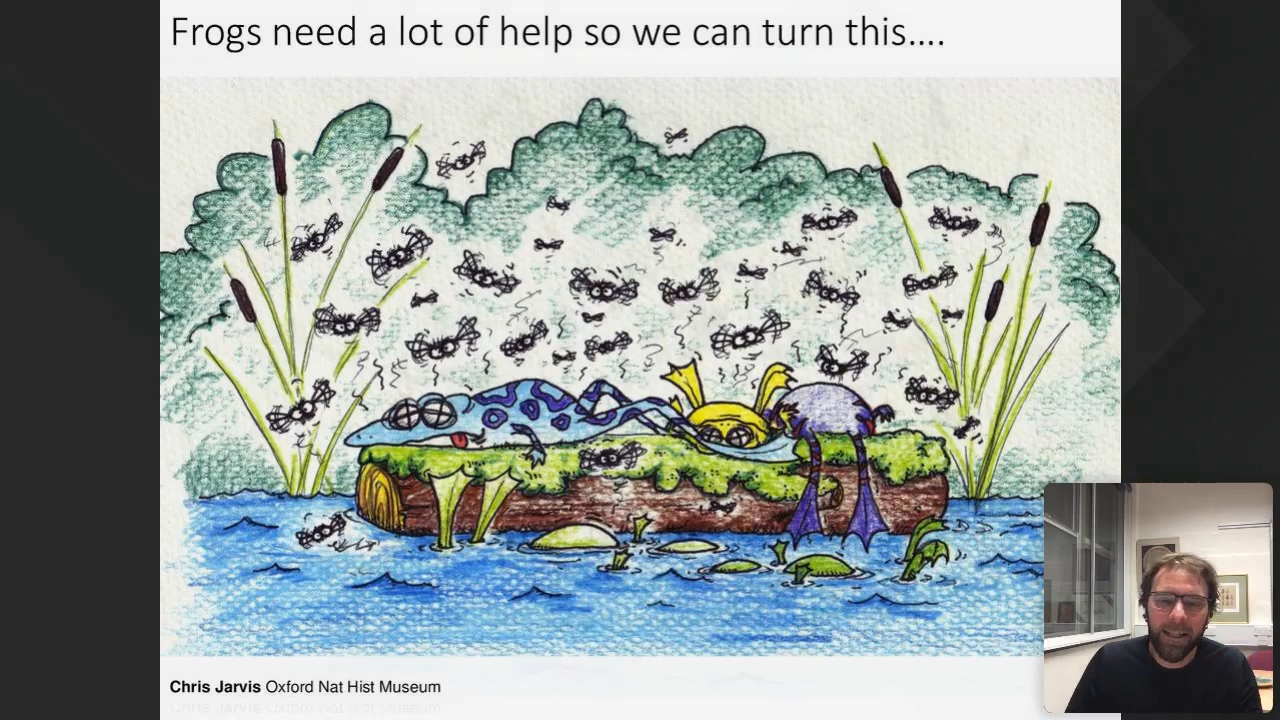 Frogs need a lot of help so we can turn this....
Chris Jarvis Oxford Nat Hist Museum